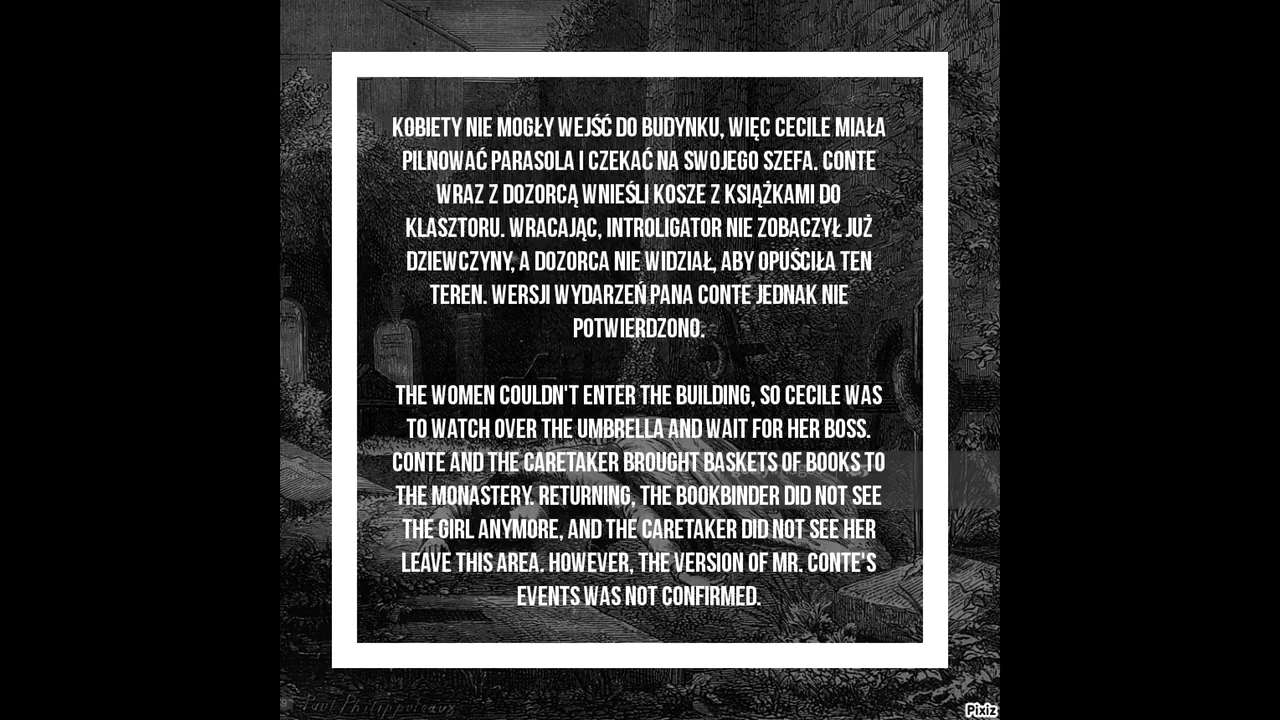 KOBIETY NIE MOGŁY WEJŚĆ DO BUDYNKU, WIĘC CECILE MIAŁA
PILNOWAĆ PARASOLA I CZEKAĆ NA SWOJEGO SZEFA. CONTE
WRAZ Z DOZORCĄ WNIEŚLI KOSZE Z KSIĄŻKAMI DO
KLASZTORU. WRACAJĄC, INTROLIGATOR NIE ZOBACZYŁ JUŻ
DZIEWCZYNY, A DOZORCA NIE WIDZIAŁ, ABY OPUŚCIŁA TEN
TEREN. WERSJI WYDARZEŃ PANA CONTE JEDNAK NIE
POTWIERDZONO.
THE WOMEN COULDN'T ENTER THE BUILDING, SO CECILE WAS
TO WATCH OVER THE UMBRELLA AND WAIT FOR HER BOSS.
CONTE AND THE CARETAKER BROUGHT BASKETS OF BOOKS TO
THE MONASTERY. RETURNING, THE BOOKBINDER DID NOT SEE
THE GIRL ANYMORE, AND THE CARETAKER DID NOT SEE HER
LEAVE THIS AREA. HOWEVER, THE VERSION OF MR. CONTE'S
EVENTS WAS NOT CONFIRMED.
Paul Philippoteaux
Pixiz